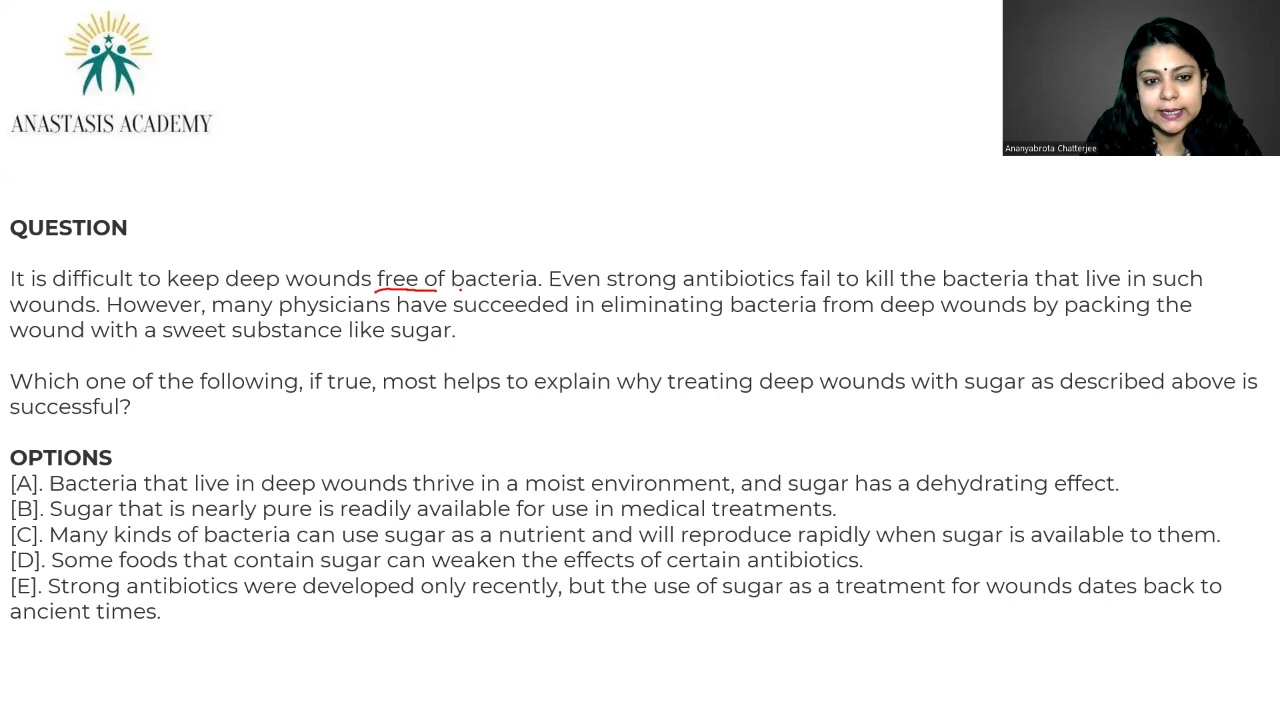 ANASTASIS ACADEMY
Ananyabrota Chatterjee
QUESTION
It is difficult to keep deep wounds free of bacteria. Even strong antibiotics fail to kill the bacteria that live in such
wounds. However, many physicians have succeeded in eliminating bacteria from deep wounds by packing the
wound with a sweet substance like sugar.
Which one of the following, if true, most helps to explain why treating deep wounds with sugar as described above is
successful?
OPTIONS
[A]. Bacteria that live in deep wounds thrive in a moist environment, and sugar has a dehydrating effect.
[B]. Sugar that is nearly pure is readily available for use in medical treatments.
[C]. Many kinds of bacteria can use sugar as a nutrient and will reproduce rapidly when sugar is available to them.
[D]. Some foods that contain sugar can weaken the effects of certain antibiotics.
[E]. Strong antibiotics were developed only recently, but the use of sugar as a treatment for wounds dates back to
ancient times.